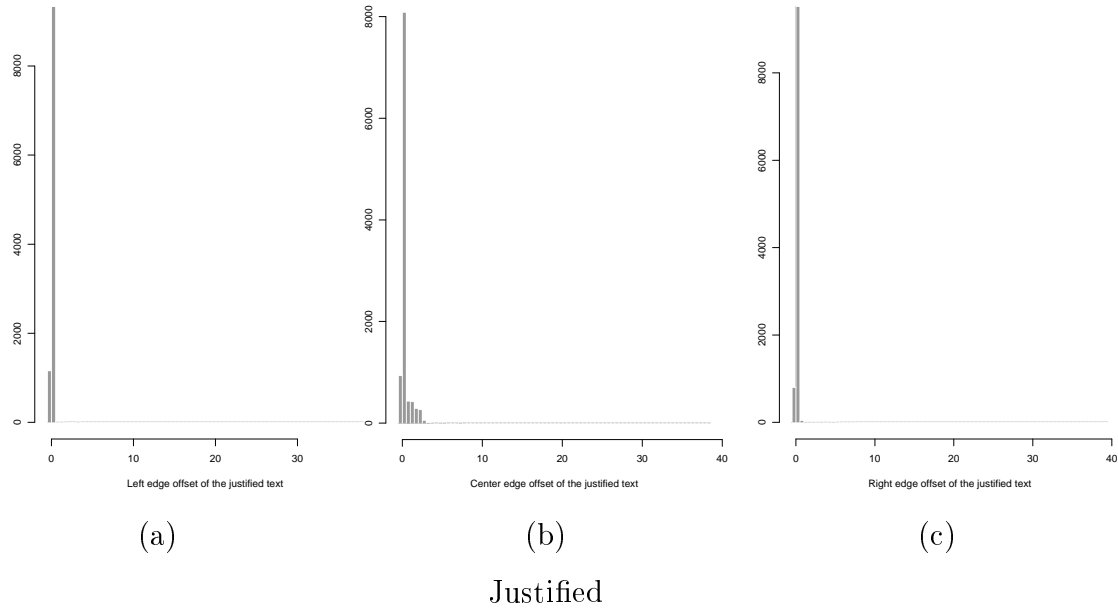 0 2000 4000 6000 8000
0 10 20 30
Left edge offset of the justified text
(a)
0 2000 4000 6000 8000
0 10 20 30 40
Center edge offset of the justified text
(b)
0 2000 4000 6000 8000
0 10 20 30 40
Right edge offset of the justified text
(c)
Justified